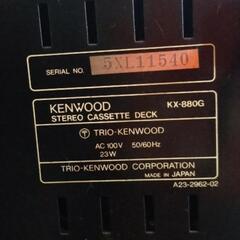 SERIAL NO. 5XL11540
KENWOOD KX-880G
STEREO CASSETTE DECK
TRIO-KENWOOD
AC 100V 50/60Hz
23W
TRIO-KENWOOD CORPORATION
MADE IN JAPAN
A23-2962-02